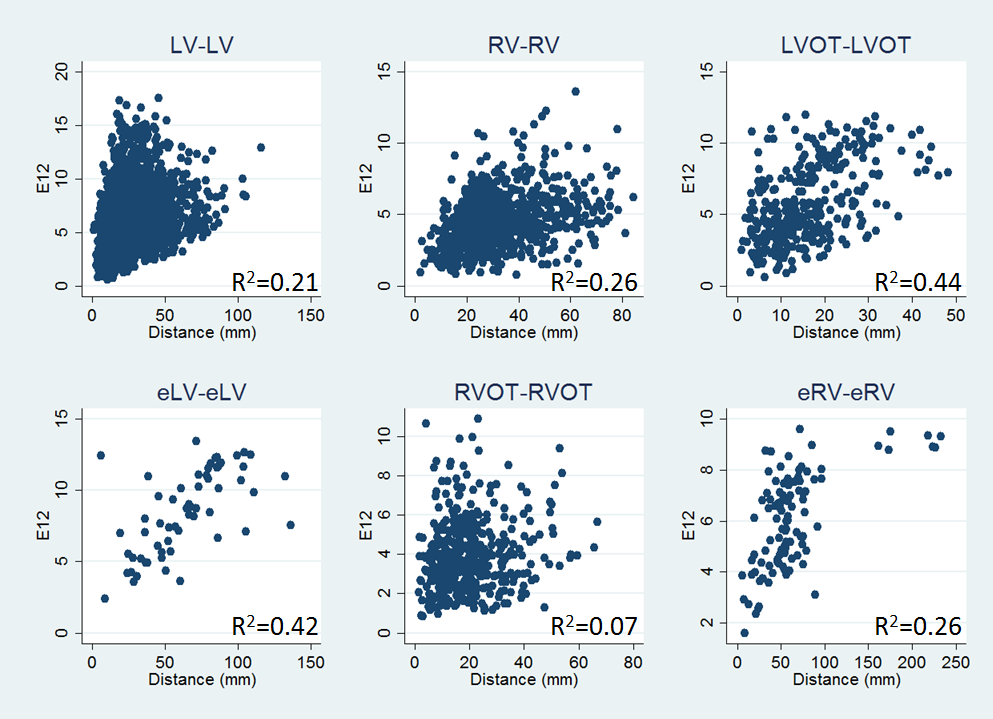 LV-LV
RV-RV
LVOT-LVOT
E12
20
15
10
5
0
R²=0.21
0 50 100 150
Distance (mm)
E12
15
10
5
0
R²=0.26
0 20 40 60 80
Distance (mm)
E12
15
10
5
0
R²=0.44
0 10 20 30 40 50
Distance (mm)
eLV-eLV
RVOT-RVOT
eRV-eRV
E12
15
10
5
0
R²=0.42
0 50 100 150
Distance (mm)
E12
10
8
6
4
2
0
R²=0.07
0 20 40 60 80
Distance (mm)
E12
10
8
6
4
2
R²=0.26
0 50 100 150 200 250
Distance (mm)